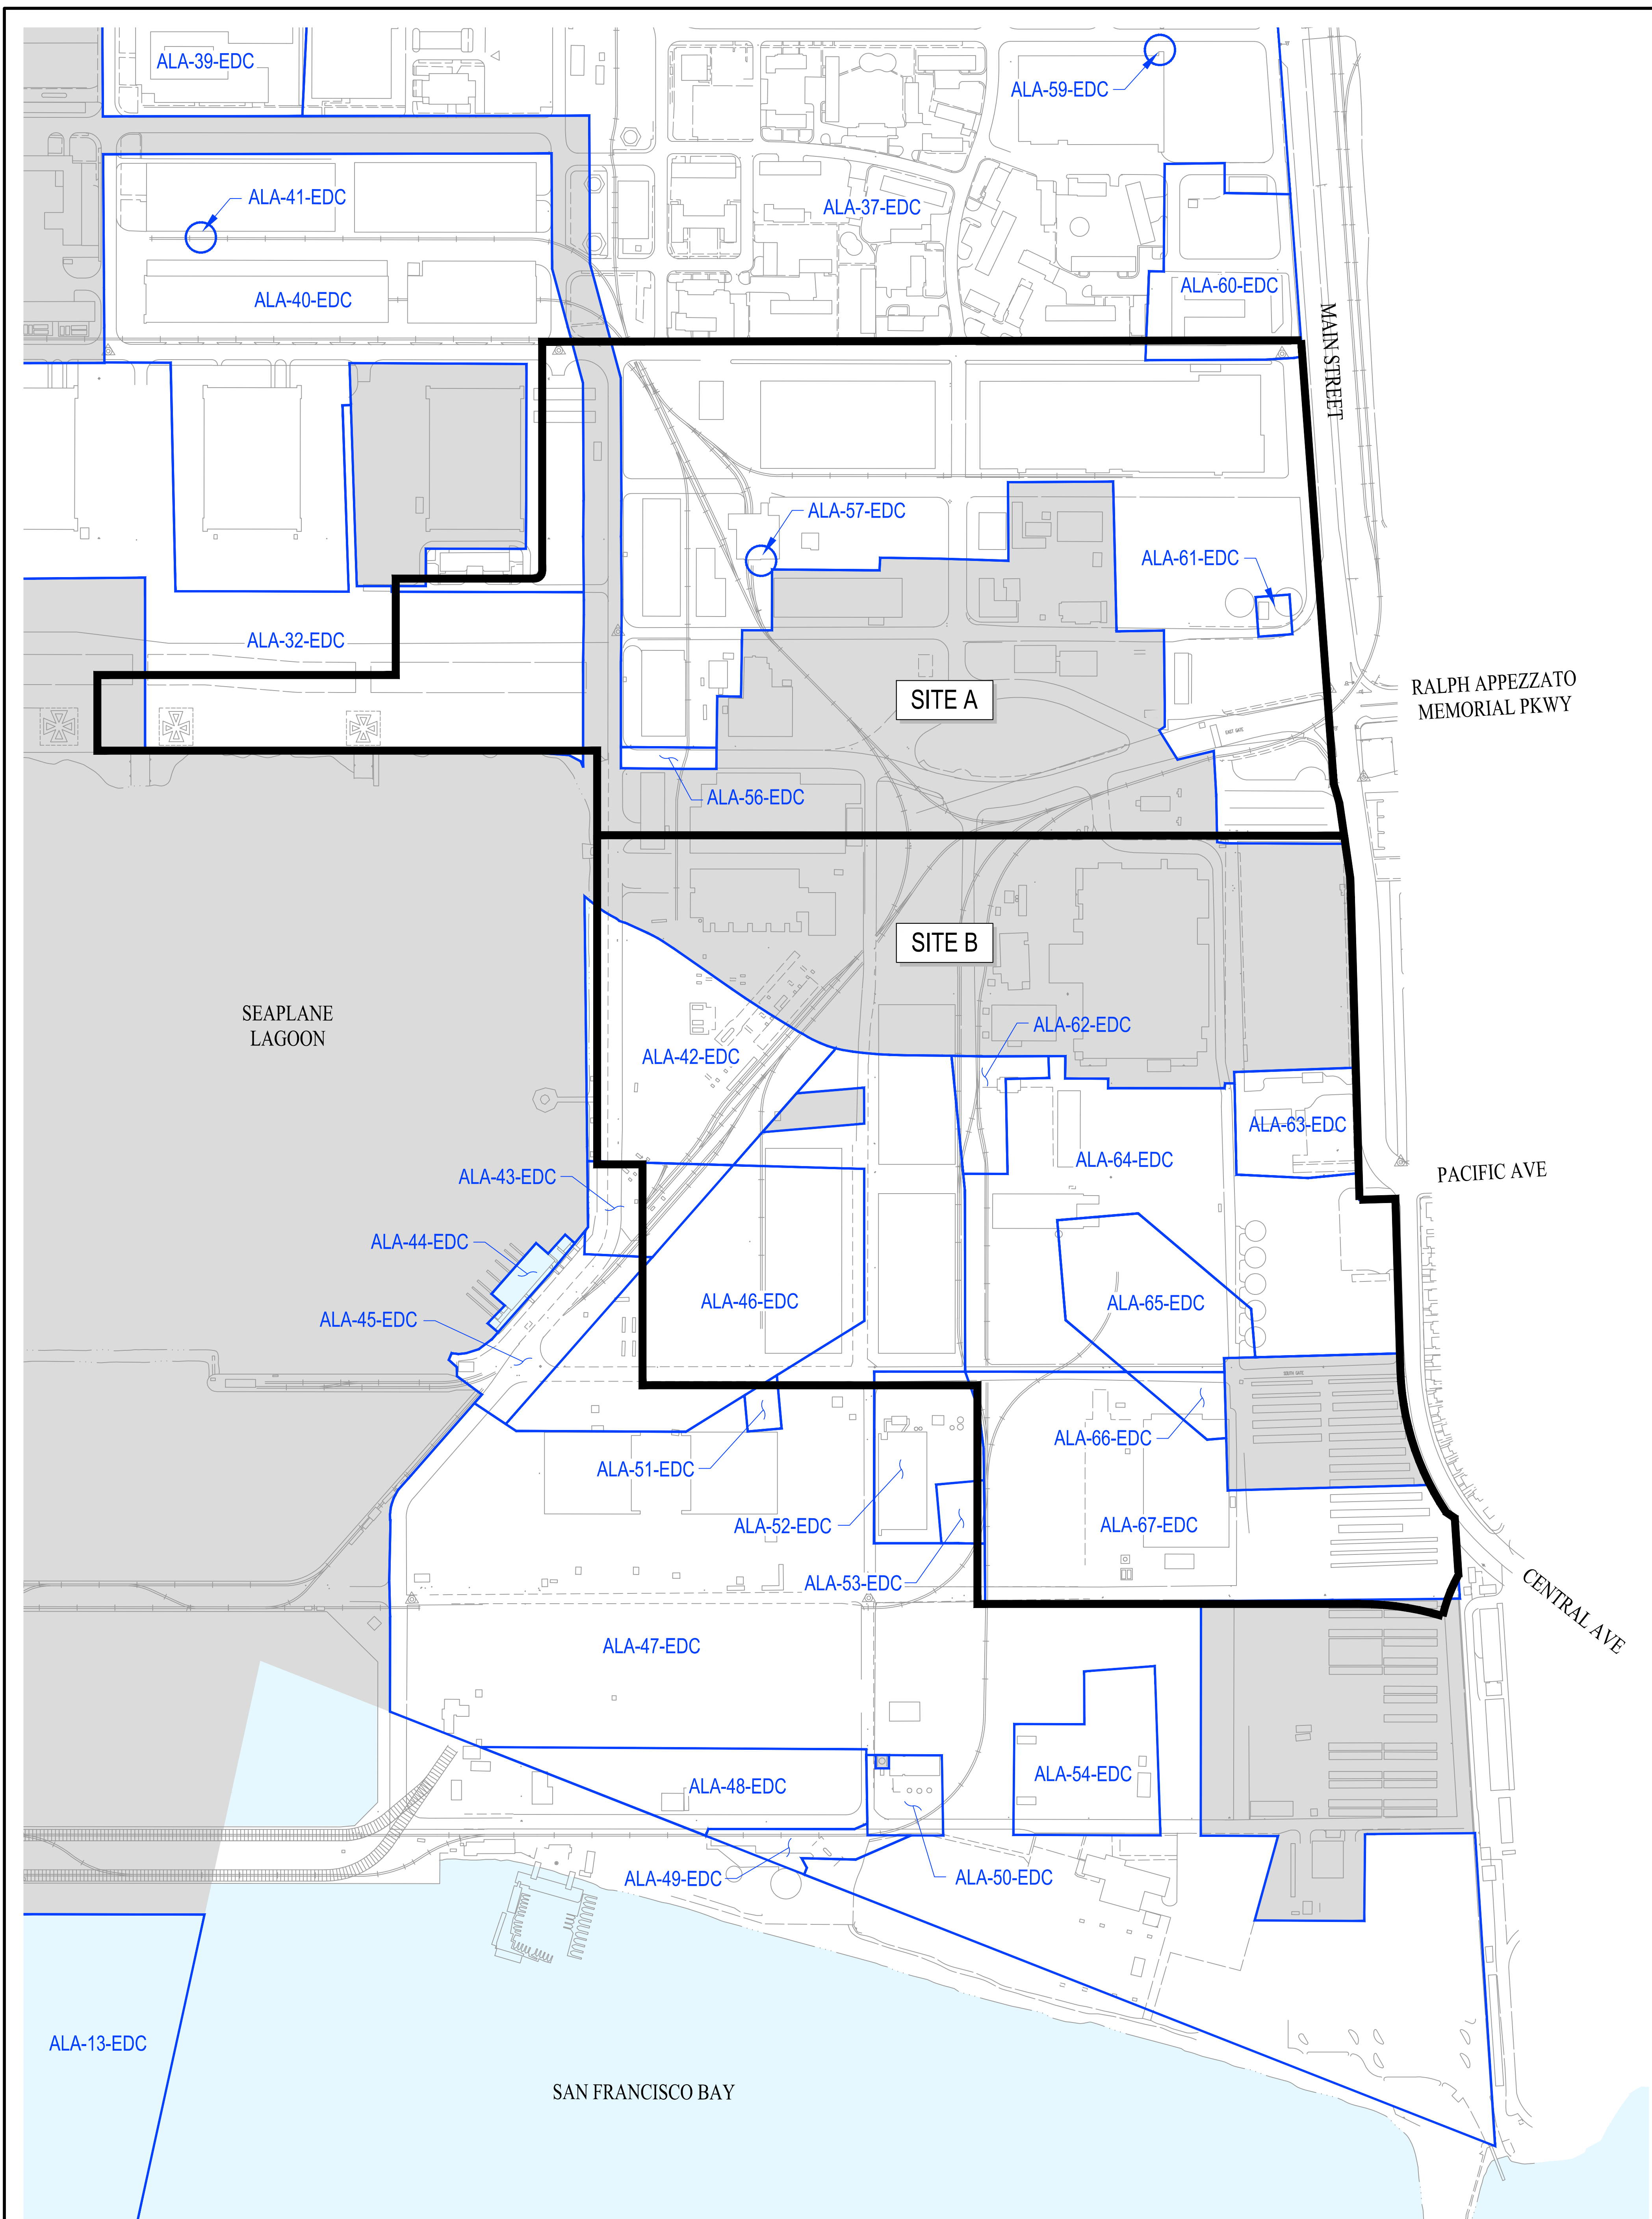 ALA-39-EDC
ALA-59-EDC
ALA-41-EDC
ALA-37-EDC
ALA-40-EDC
ALA-60-EDC
MAIN STREET
ALA-57-EDC
ALA-61-EDC
ALA-32-EDC
SITE A
RALPH APPEZZATO
MEMORIAL PKWY
EAST GATE
ALA-56-EDC
SITE B
SEAPLANE
LAGOON
ALA-62-EDC
ALA-42-EDC
ALA-63-EDC
ALA-64-EDC
PACIFIC AVE
ALA-43-EDC
ALA-44-EDC
ALA-46-EDC
ALA-65-EDC
ALA-45-EDC
SOUTH GATE
ALA-66-EDC
ALA-51-EDC
ALA-52-EDC
ALA-67-EDC
ALA-53-EDC
CENTRAL AVE
ALA-47-EDC
ALA-54-EDC
ALA-48-EDC
ALA-49-EDC
ALA-50-EDC
ALA-13-EDC
SAN FRANCISCO BAY